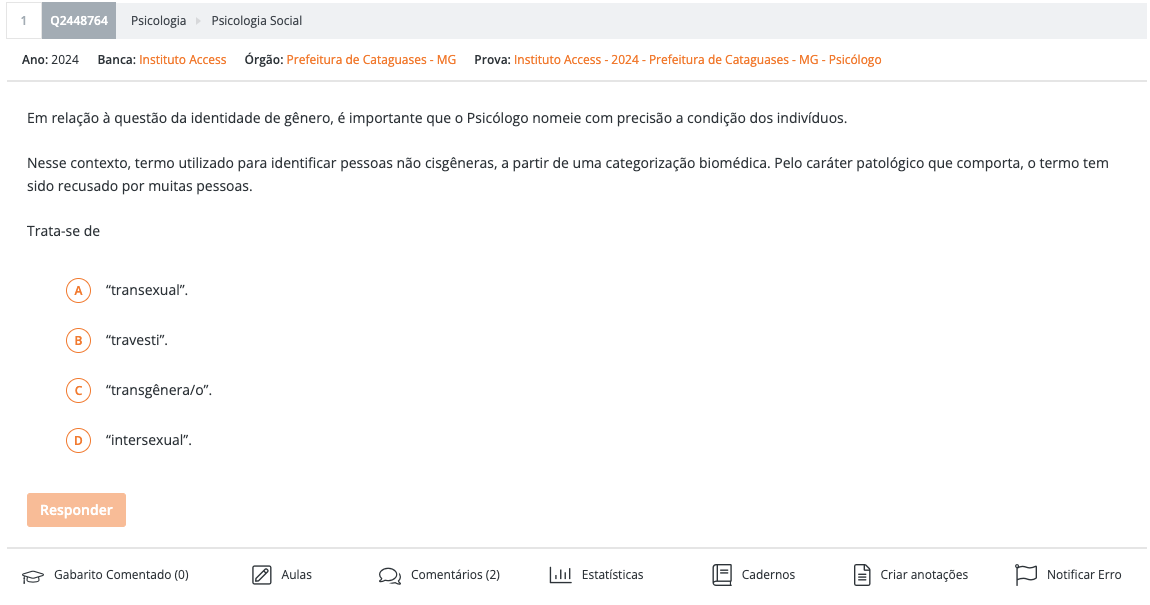 1 Q2448764 Psicologia Psicologia Social
Ano: 2024 Banca: Instituto Access Órgão: Prefeitura de Cataguases - MG Prova: Instituto Access - 2024 - Prefeitura de Cataguases - MG - Psicólogo
Em relação à questão da identidade de gênero, é importante que o Psicólogo nomeie com precisão a condição dos indivíduos.
Nesse contexto, termo utilizado para identificar pessoas não cisgêneras, a partir de uma categorização biomédica. Pelo caráter patológico que comporta, o termo tem
sido recusado por muitas pessoas.
Trata-se de
A “transexual”.
B “travesti”.
C “transgênera/o”.
D “intersexual”.
Responder
Gabarito Comentado (0) Aulas Comentários (2) Estatísticas Cadernos Criar anotações Notificar Erro